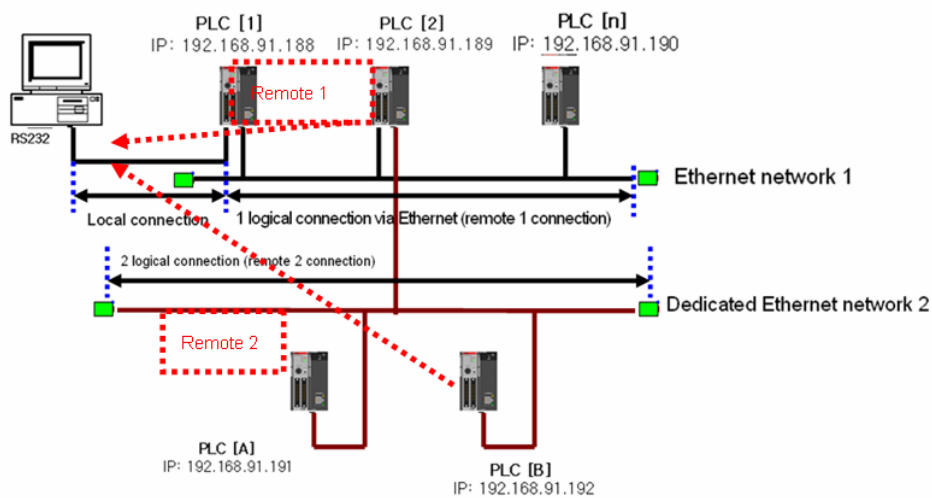 PLC [1]
IP: 192.168.91.188
PLC [2]
IP: 192.168.91.189
PLC [n]
IP: 192.168.91.190
Remote 1
RS232
Ethernet network 1
Local connection
1 logical connection via Ethernet (remote 1 connection)
2 logical connection (remote 2 connection)
Dedicated Ethernet network 2
Remote 2
PLC [A]
IP: 192.168.91.191
PLC [B]
IP: 192.168.91.192